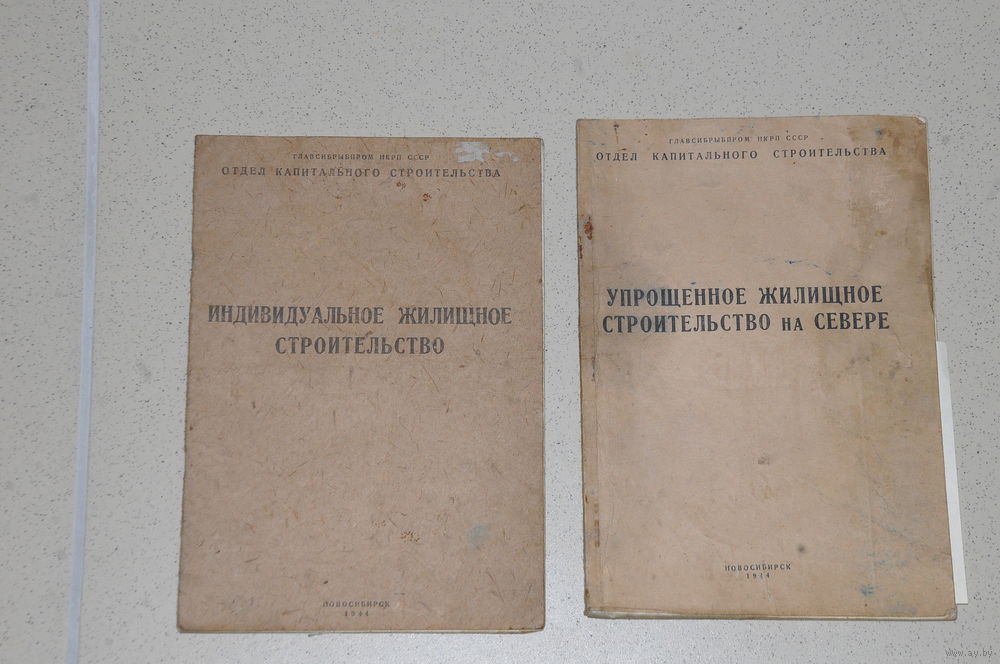 ГЛАВСИБРЫБПРОМ НКРП СССР
ОТДЕЛ КАПИТАЛЬНОГО СТРОИТЕЛЬСТВА
ИНДИВИДУАЛЬНОЕ ЖИЛИЩНОЕ
СТРОИТЕЛЬСТВО
НОВОСИБИРСК
1944
ГЛАВСИБРЫБПРОМ НКРП СССР
ОТДЕЛ КАПИТАЛЬНОГО СТРОИТЕЛЬСТВА
УПРОЩЕННОЕ ЖИЛИЩНОЕ
СТРОИТЕЛЬСТВО НА СЕВЕРЕ
НОВОСИБИРСК
1944
www.ay.by